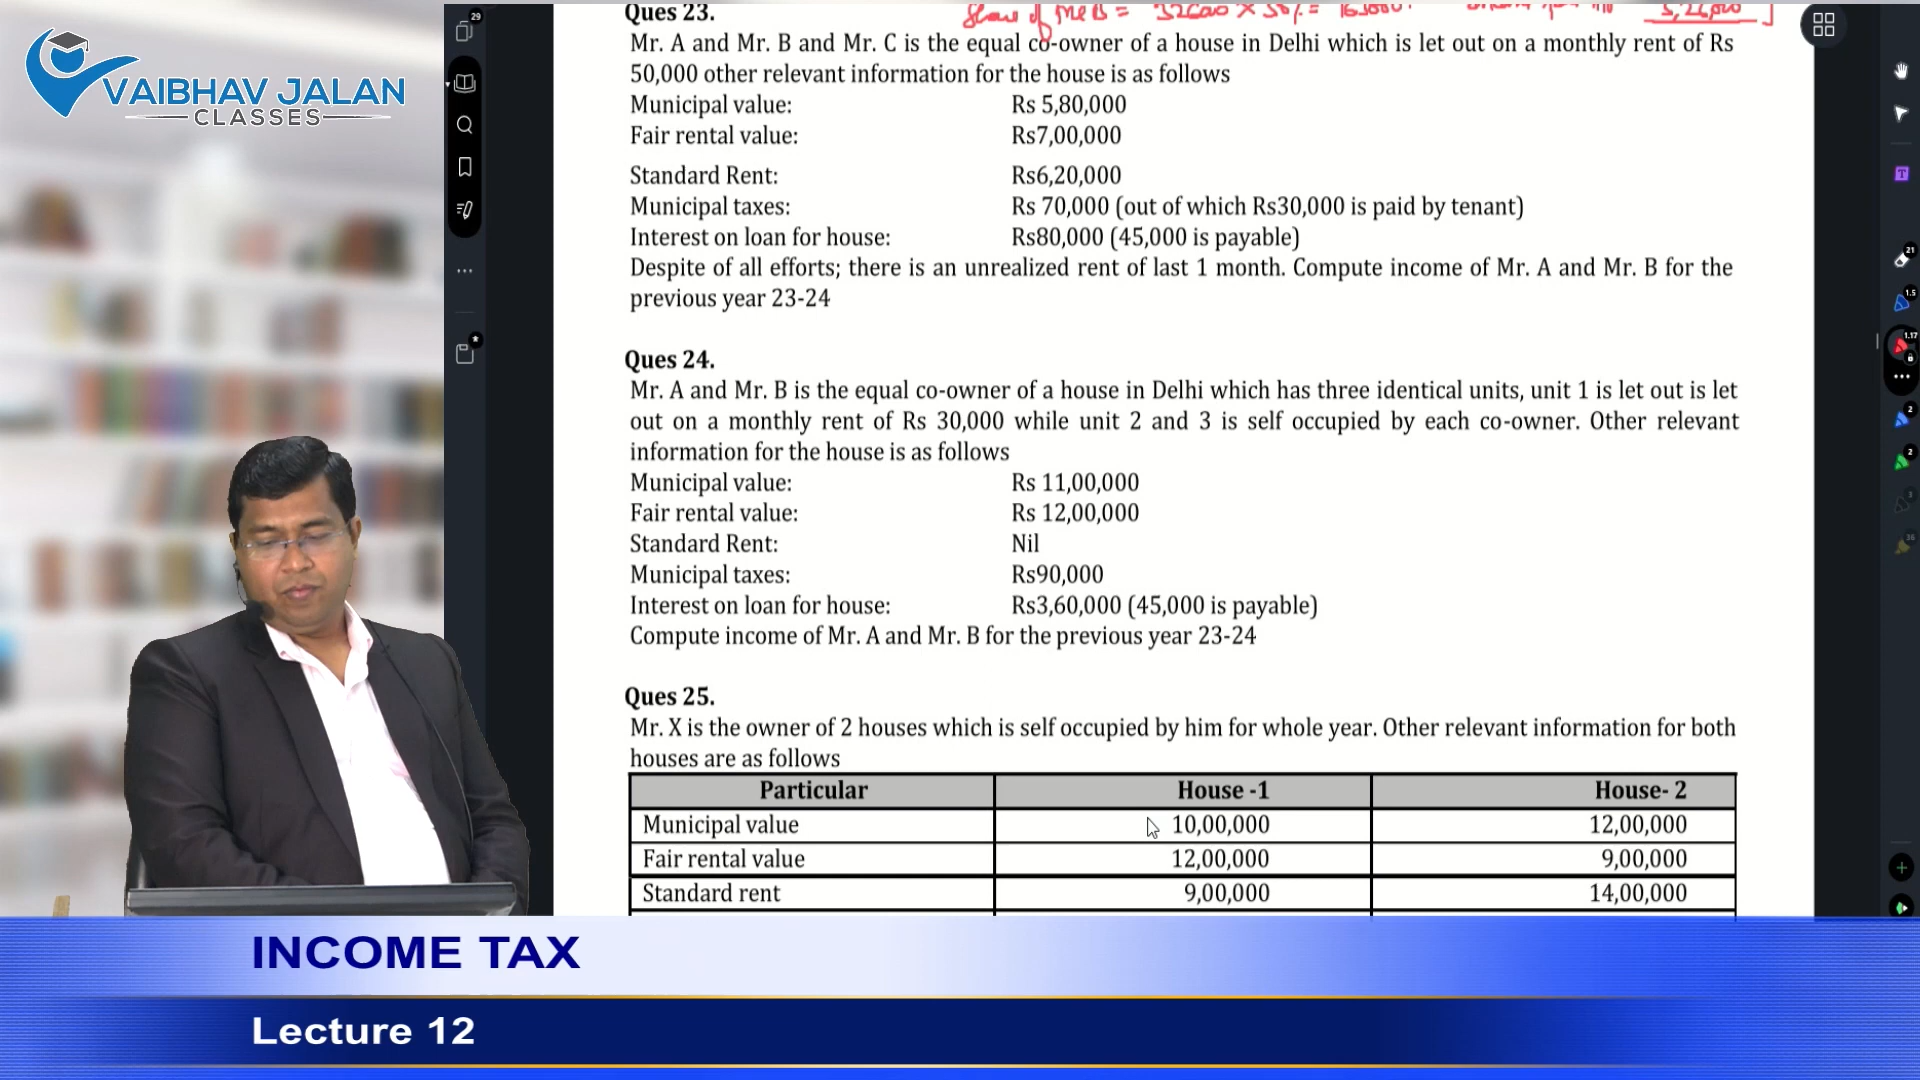 VAIBHAV JALAN
CLASSES
Ques 23.
Share of Mr B =
Mr. A and Mr. B and Mr. C is the equal co-owner of a house in Delhi which is let out on a monthly rent of Rs
50,000 other relevant information for the house is as follows
Municipal value: Rs 5,80,000
Fair rental value: Rs7,00,000
Standard Rent: Rs6,20,000
Municipal taxes: Rs 70,000 (out of which Rs30,000 is paid by tenant)
Interest on loan for house: Rs80,000 (45,000 is payable)
Despite of all efforts; there is an unrealized rent of last 1 month. Compute income of Mr. A and Mr. B for the
previous year 23-24
Ques 24.
Mr. A and Mr. B is the equal co-owner of a house in Delhi which has three identical units, unit 1 is let out is let
out on a monthly rent of Rs 30,000 while unit 2 and 3 is self occupied by each co-owner. Other relevant
information for the house is as follows
Municipal value: Rs 11,00,000
Fair rental value: Rs 12,00,000
Standard Rent: Nil
Municipal taxes: Rs90,000
Interest on loan for house: Rs3,60,000 (45,000 is payable)
Compute income of Mr. A and Mr. B for the previous year 23-24
Ques 25.
Mr. X is the owner of 2 houses which is self occupied by him for whole year. Other relevant information for both
houses are as follows
Particular House -1 House- 2
Municipal value 10,00,000 12,00,000
Fair rental value 12,00,000 9,00,000
Standard rent 9,00,000 14,00,000
29
21
1.5
1.17
2
2
3
36
INCOME TAX
Lecture 12